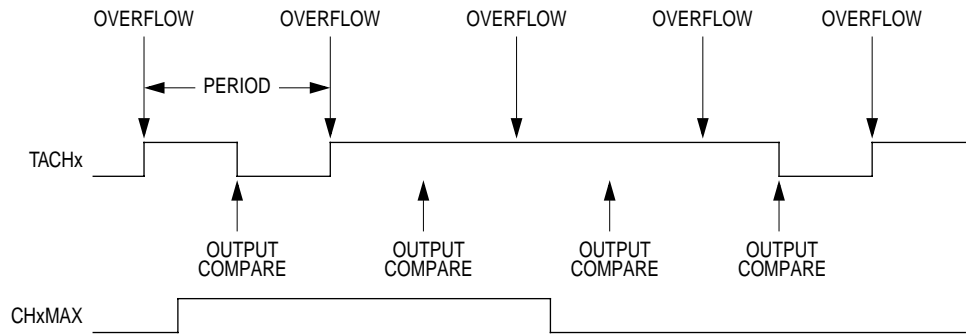 OVERFLOW OVERFLOW OVERFLOW OVERFLOW OVERFLOW
PERIOD
TACHx
OUTPUT COMPARE
OUTPUT COMPARE
OUTPUT COMPARE
OUTPUT COMPARE
CHxMAX